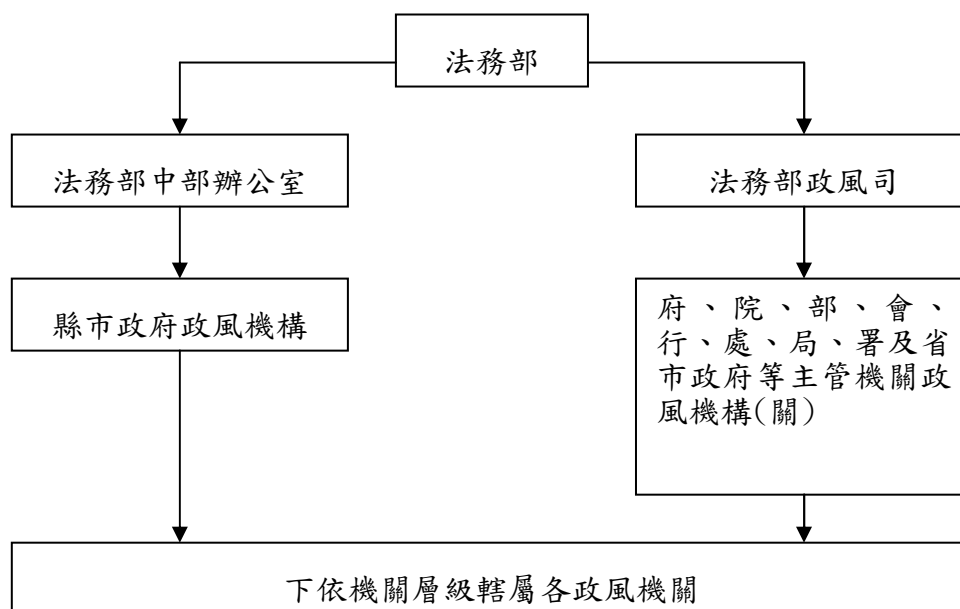 法務部
法務部中部辦公室
法務部政風司
縣市政府政風機構
府、院、部、會、
行、處、局、署及省
市政府等主管機關政
風機構(關)
下依機關層級轄屬各政風機關